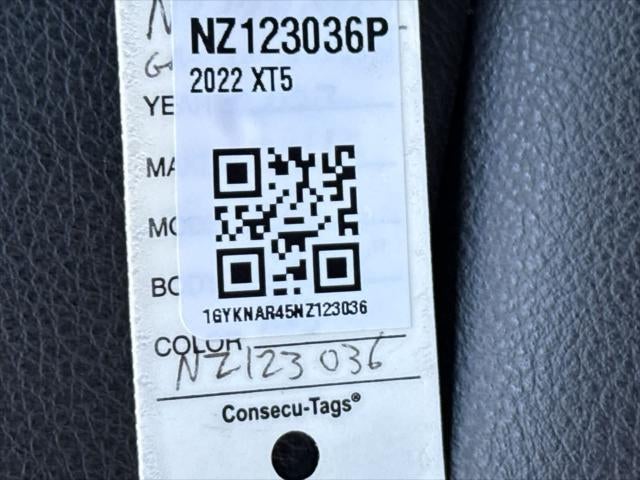 NZ123036P
2022 XT5
YE
MA
MO
BO
1GYKNAR45NZ123036
COLOR
NZ123036
Consecu-Tags®